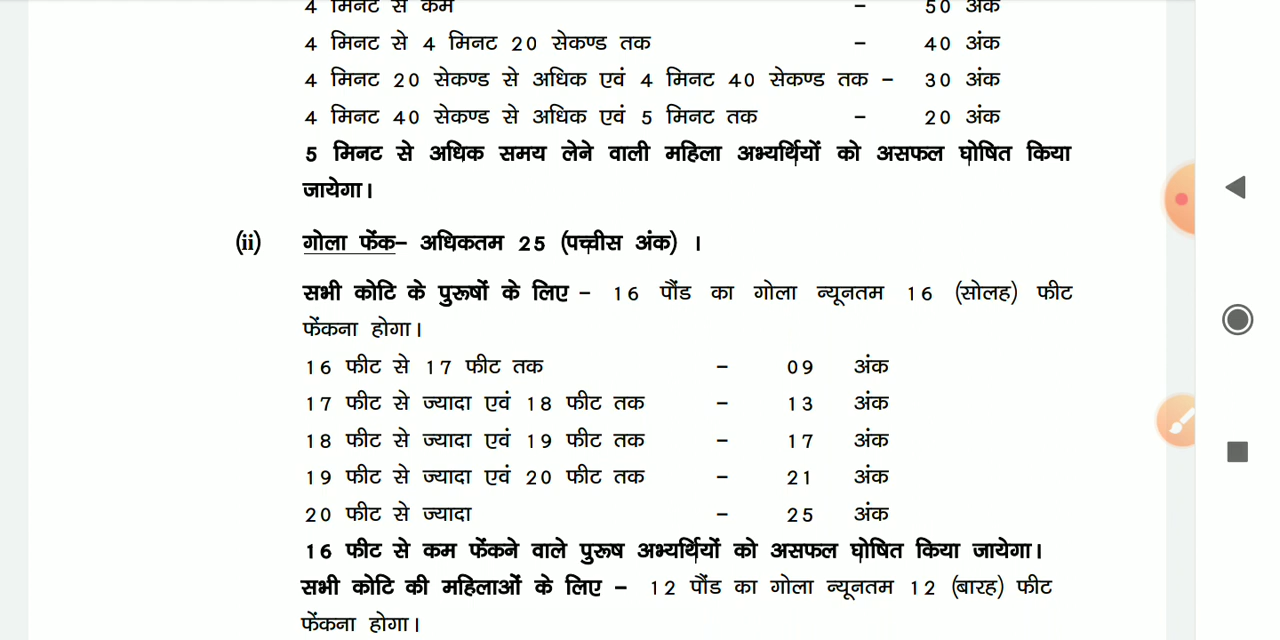 4 मिनट से कम – 50 अंक
4 मिनट से 4 मिनट 20 सेकण्ड तक – 40 अंक
4 मिनट 20 सेकण्ड से अधिक एवं 4 मिनट 40 सेकण्ड तक – 30 अंक
4 मिनट 40 सेकण्ड से अधिक एवं 5 मिनट तक – 20 अंक
5 मिनट से अधिक समय लेने वाली महिला अभ्यर्थियों को असफल घोषित किया
जायेगा।
(ii) गोला फेंक– अधिकतम 25 (पच्चीस अंक) ।
सभी कोटि के पुरूषों के लिए – 16 पौंड का गोला न्यूनतम 16 (सोलह) फीट
फेंकना होगा।
16 फीट से 17 फीट तक – 09 अंक
17 फीट से ज्यादा एवं 18 फीट तक – 13 अंक
18 फीट से ज्यादा एवं 19 फीट तक – 17 अंक
19 फीट से ज्यादा एवं 20 फीट तक – 21 अंक
20 फीट से ज्यादा – 25 अंक
16 फीट से कम फेंकने वाले पुरूष अभ्यर्थियों को असफल घोषित किया जायेगा।
सभी कोटि की महिलाओं के लिए – 12 पौंड का गोला न्यूनतम 12 (बारह) फीट
फेंकना होगा।